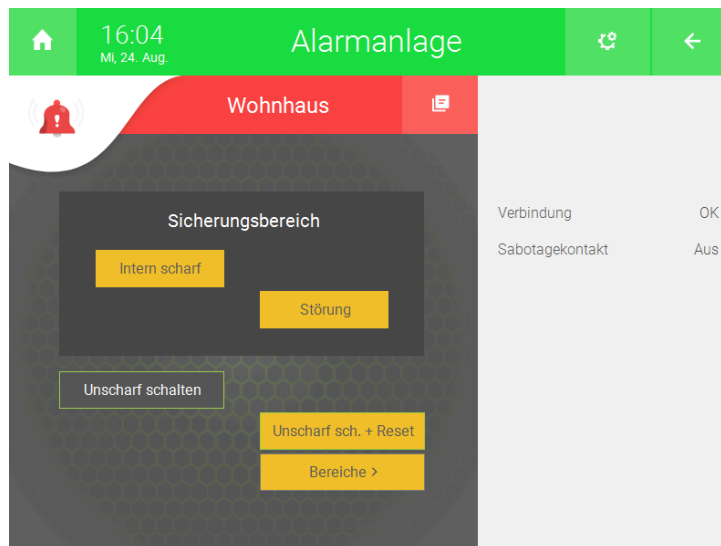 16:04
Mi, 24. Aug.
Alarmanlage
Wohnhaus
Sicherungsbereich
Intern scharf
Störung
Unscharf schalten
Unscharf sch. + Reset
Bereiche >
Verbindung OK
Sabotagekontakt Aus